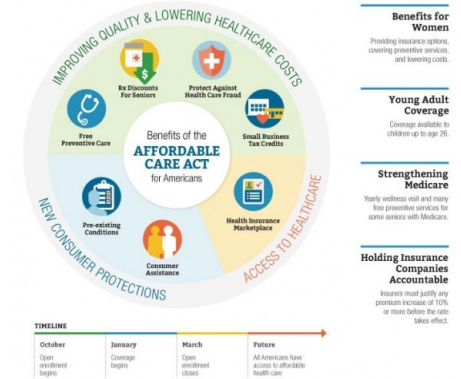 IMPROVING QUALITY & LOWERING HEALTHCARE COSTS
Rx Discounts
For Seniors
Protect Against
Health Care Fraud
Free
Preventive Care
Small Business
Tax Credits
Benefits of the
AFFORDABLE
CARE ACT
for Americans
Pre-existing
Conditions
Consumer
Assistance
Health Insurance
Marketplace
NEW CONSUMER PROTECTIONS
ACCESS TO HEALTHCARE
Benefits for
Women
Providing insurance options,
covering preventive services,
and lowering costs.
Young Adult
Coverage
Coverage available to
children up to age 26.
Strengthening
Medicare
Yearly wellness visit and many
free preventive services for
some seniors with Medicare.
Holding Insurance
Companies
Accountable
Insurers must justify any
premium increase of 10%
or more before the rate
takes effect.
TIMELINE
October
Open
enrollment
begins
January
Coverage
begins
March
Open
enrollment
closes
Future
All Americans have
access to affordable
health care